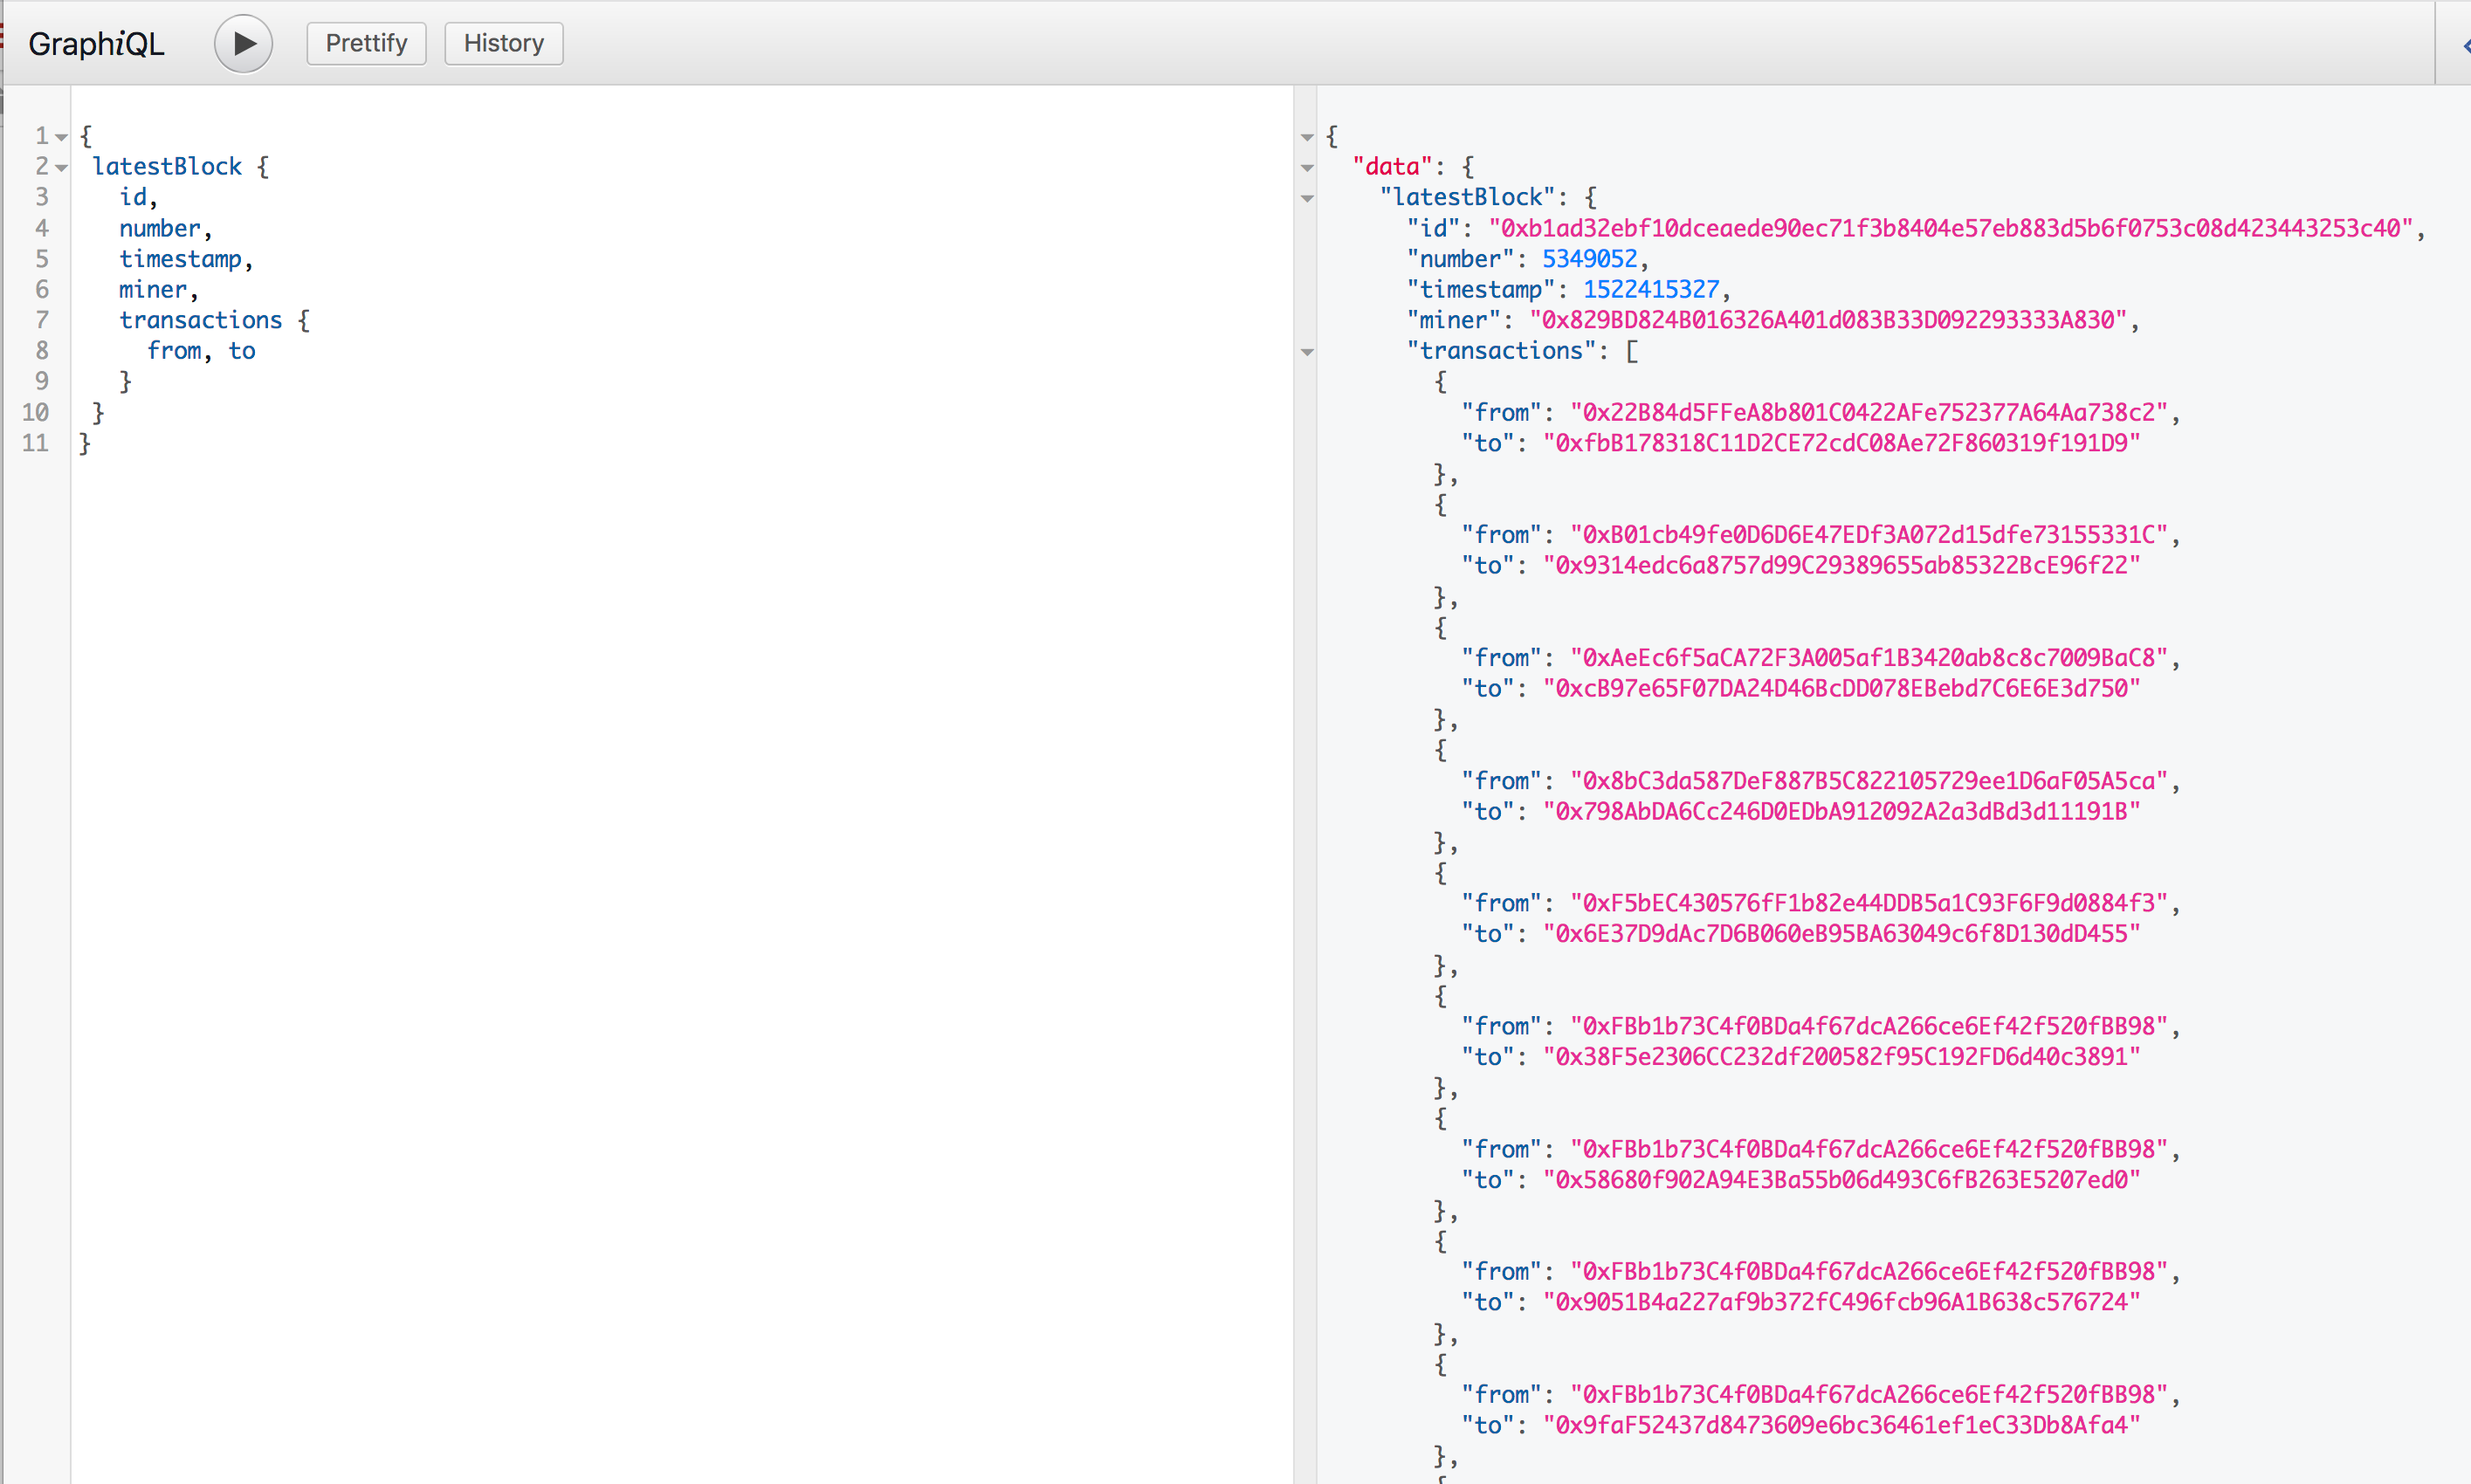 GraphiQL Prettify History
1 {
2 latestBlock {
3 id,
4 number,
5 timestamp,
6 miner,
7 transactions {
8 from, to
9 }
10 }
11 }
{
"data": {
"latestBlock": {
"id": "0xb1ad32ebf10dceaede90ec71f3b8404e57eb883d5b6f0753c08d423443253c40",
"number": 5349052,
"timestamp": 1522415327,
"miner": "0x829BD824B016326A401d083B33D092293333A830",
"transactions": [
{
"from": "0x22B84d5FFeA8b801C0422AFe752377A64Aa738c2",
"to": "0xfbB178318C11D2CE72cdC08Ae72F860319f191D9"
},
{
"from": "0xB01cb49fe0D6D6E47EDf3A072d15dfe73155331C",
"to": "0x9314edc6a8757d99C29389655ab85322BcE96f22"
},
{
"from": "0xAeEc6f5aCA72F3A005af1B3420ab8c8c7009BaC8",
"to": "0xcB97e65F07DA24D46BcDD078EBebd7C6E6E3d750"
},
{
"from": "0x8bC3da587DeF887B5C822105729ee1D6aF05A5ca",
"to": "0x798AbDA6Cc246D0EDbA912092A2a3dBd3d11191B"
},
{
"from": "0xF5bEC430576fF1b82e44DDB5a1C93F6F9d0884f3",
"to": "0x6E37D9dAc7D6B060eB95BA63049c6f8D130dD455"
},
{
"from": "0xFBb1b73C4f0BDa4f67dcA266ce6Ef42f520fBB98",
"to": "0x38F5e2306CC232df200582f95C192FD6d40c3891"
},
{
"from": "0xFBb1b73C4f0BDa4f67dcA266ce6Ef42f520fBB98",
"to": "0x58680f902A94E3Ba55b06d493C6fB263E5207ed0"
},
{
"from": "0xFBb1b73C4f0BDa4f67dcA266ce6Ef42f520fBB98",
"to": "0x9051B4a227af9b372fC496fcb96A1B638c576724"
},
{
"from": "0xFBb1b73C4f0BDa4f67dcA266ce6Ef42f520fBB98",
"to": "0x9faF52437d8473609e6bc36461ef1eC33Db8Afa4"
},
{